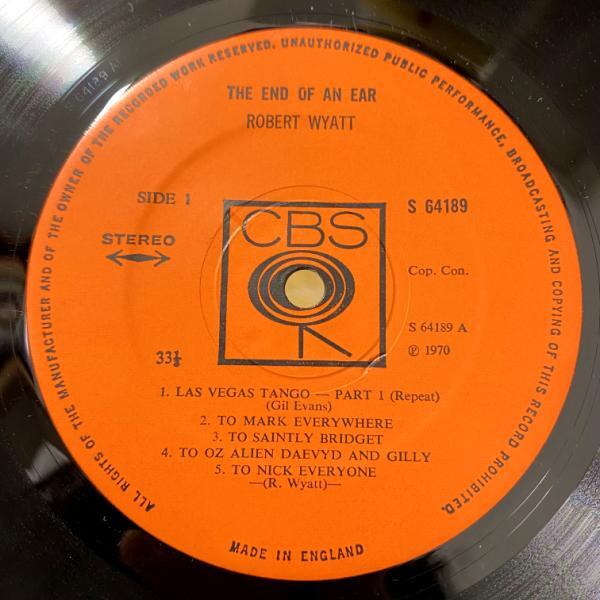 ALL RIGHTS OF THE MANUFACTURER AND OF THE OWNER OF THE RECORDED WORK RESERVED. UNAUTHORIZED PUBLIC PERFORMANCE, BROADCASTING AND COPYING OF THIS RECORD PROHIBITED.
THE END OF AN EAR
ROBERT WYATT
SIDE 1
S 64189
STEREO
CBS
Cop. Con.
S 64189 A
℗ 1970
33⅓
1. LAS VEGAS TANGO — PART 1 (Repeat)
(Gil Evans)
2. TO MARK EVERYWHERE
3. TO SAINTLY BRIDGET
4. TO OZ ALIEN DAEVYD AND GILLY
5. TO NICK EVERYONE
—(R. Wyatt)—
MADE IN ENGLAND